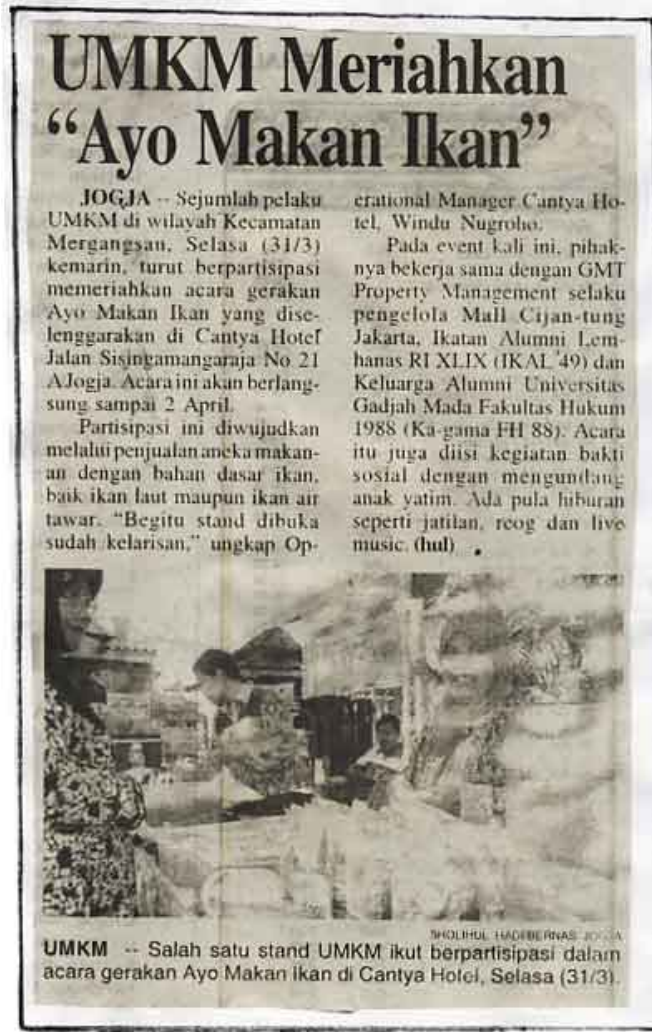 UMKM Meriahkan
“Ayo Makan Ikan”
JOGJA -- Sejumlah pelaku
UMKM di wilayah Kecamatan
Mergangsan, Selasa (31/3)
kemarin, turut berpartisipasi
memeriahkan acara gerakan
Ayo Makan Ikan yang dise-
lenggarakan di Cantya Hotel
Jalan Sisingamangaraja No 21
AJogja. Acara ini akan berlang-
sung sampai 2 April.
Partisipasi ini diwujudkan
melalui penjualan aneka makan-
an dengan bahan dasar ikan,
baik ikan laut maupun ikan air
tawar. “Begitu stand dibuka
sudah kelarisan,” ungkap Op-
erational Manager Cantya Ho-
tel, Windu Nugroho.
Pada event kali ini, pihak-
nya bekerja sama dengan GMT
Property Management selaku
pengelola Mall Cijan-tung
Jakarta, Ikatan Alumni Lem-
hanas RI XLIX (IKAL '49) dan
Keluarga Alumni Universitas
Gadjah Mada Fakultas Hukum
1988 (Ka-gama FH 88). Acara
itu juga diisi kegiatan bakti
sosial dengan mengundang
anak yatim. Ada pula hiburan
seperti jatilan, reog dan live
music. (hul)
SHOLIHUL HADI/BERNAS JOGJA
UMKM -- Salah satu stand UMKM ikut berpartisipasi dalam
acara gerakan Ayo Makan Ikan di Cantya Hotel, Selasa (31/3).